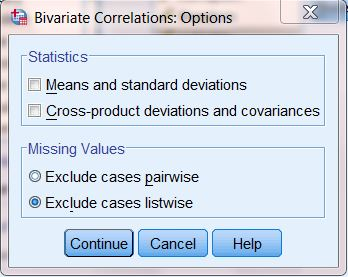 Bivariate Correlations: Options
Statistics
Means and standard deviations
Cross-product deviations and covariances
Missing Values
Exclude cases pairwise
Exclude cases listwise
Continue Cancel Help